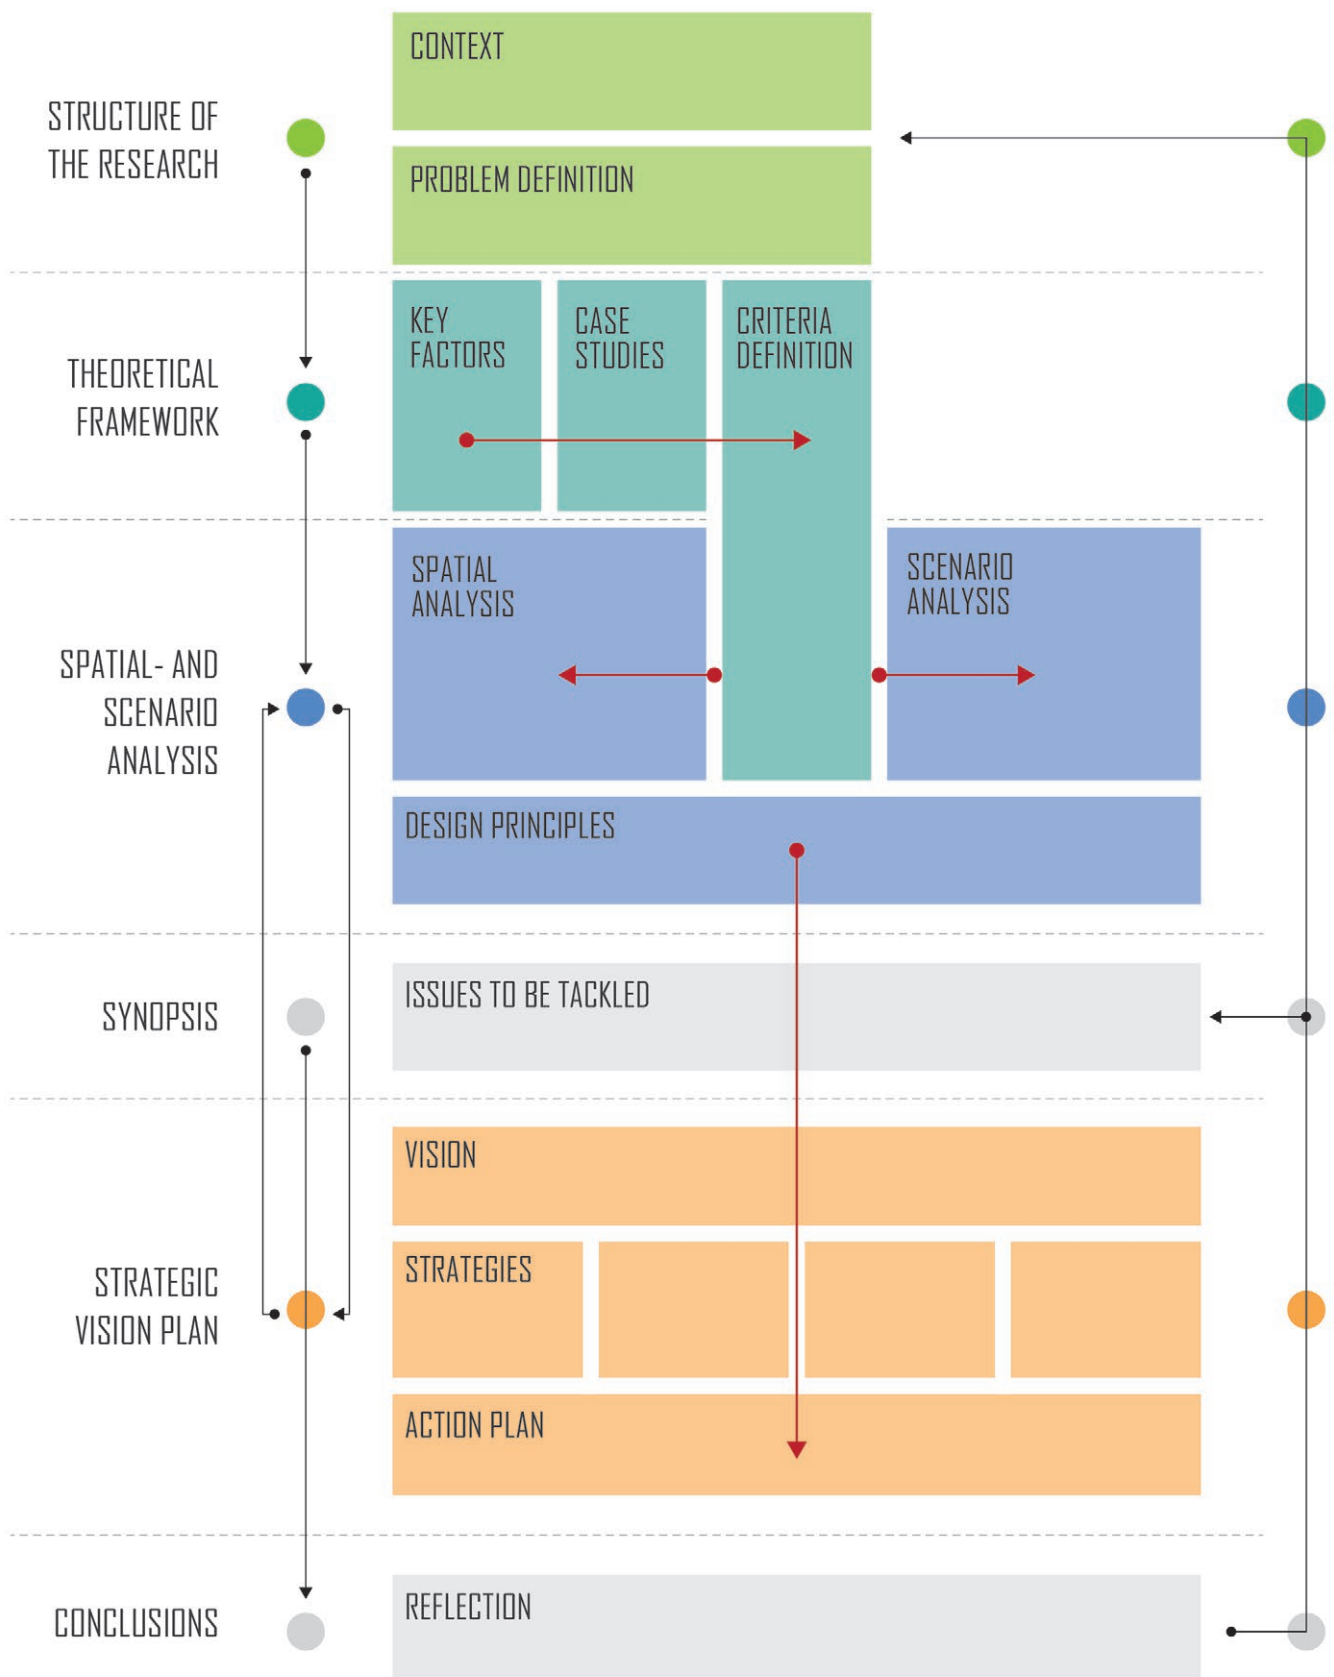 STRUCTURE OF
THE RESEARCH
CONTEXT
PROBLEM DEFINITION
THEORETICAL
FRAMEWORK
KEY
FACTORS
CASE
STUDIES
CRITERIA
DEFINITION
SPATIAL- AND
SCENARIO
ANALYSIS
SPATIAL
ANALYSIS
SCENARIO
ANALYSIS
DESIGN PRINCIPLES
SYNOPSIS
ISSUES TO BE TACKLED
STRATEGIC
VISION PLAN
VISION
STRATEGIES
ACTION PLAN
CONCLUSIONS
REFLECTION